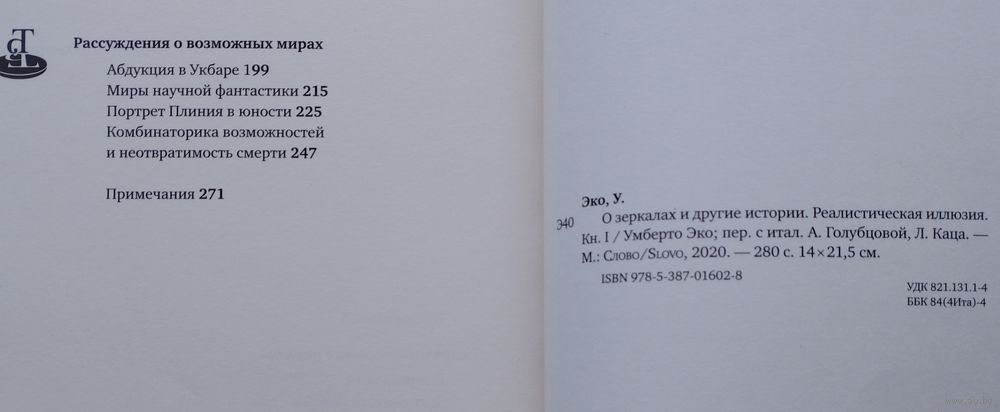 Рассуждения о возможных мирах
Абдукция в Укбаре 199
Миры научной фантастики 215
Портрет Плиния в юности 225
Комбинаторика возможностей
и неотвратимость смерти 247
Примечания 271
Эко, У.
Э40
О зеркалах и другие истории. Реалистическая иллюзия.
Кн. I / Умберто Эко; пер. с итал. А. Голубцовой, Л. Каца. —
М.: Слово/Slovo, 2020. — 280 с. 14×21,5 см.
ISBN 978-5-387-01602-8
УДК 821.131.1-4
ББК 84(4Ита)-4